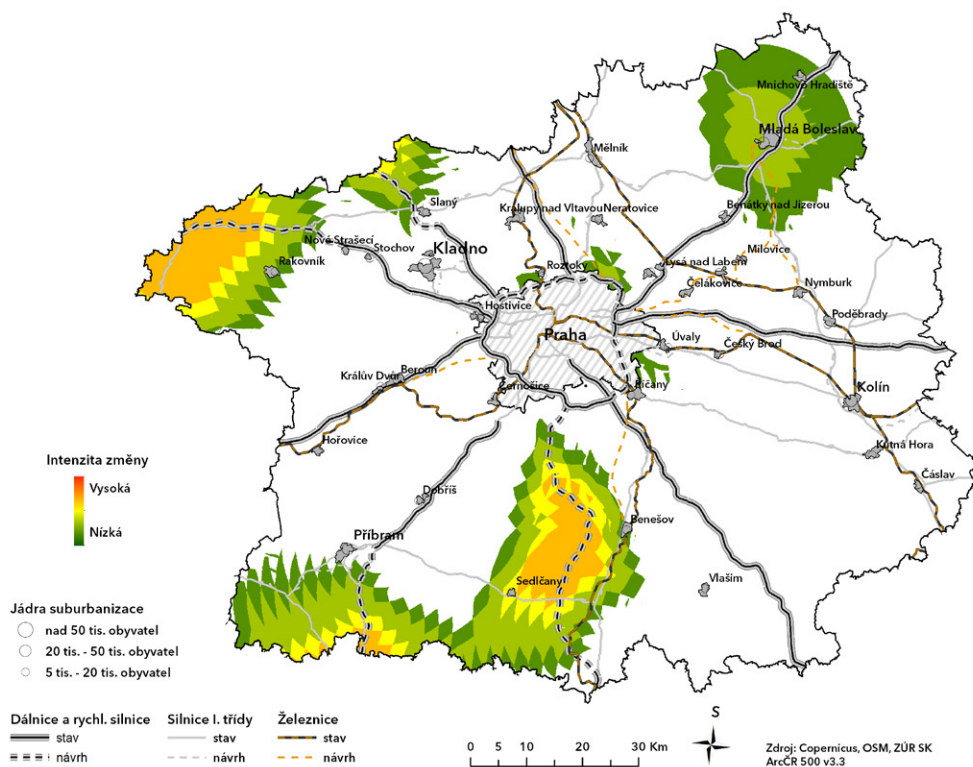 Mnichovo Hradiště
Mladá Boleslav
Mělník
Slaný
Kralupy nad Vltavou
Neratovice
Benátky nad Jizerou
Nové Strašecí
Stochov
Kladno
Milovice
Rakovník
Roztoky
Lysá nad Labem
Čelákovice
Nymburk
Hostivice
Poděbrady
Praha
Úvaly
Český Brod
Králův Dvůr
Beroun
Černošice
Říčany
Kolín
Hořovice
Kutná Hora
Čáslav
Dobříš
Benešov
Příbram
Sedlčany
Vlašim
Intenzita změny
Vysoká
Nízká
Jádra suburbanizace
nad 50 tis. obyvatel
20 tis. - 50 tis. obyvatel
5 tis. - 20 tis. obyvatel
Dálnice a rychl. silnice
stav
návrh
Silnice I. třídy
stav
návrh
Železnice
stav
návrh
0 5 10 20 30 Km
S
Zdroj: Copernicus, OSM, ZÚR SK
ArcČR 500 v3.3